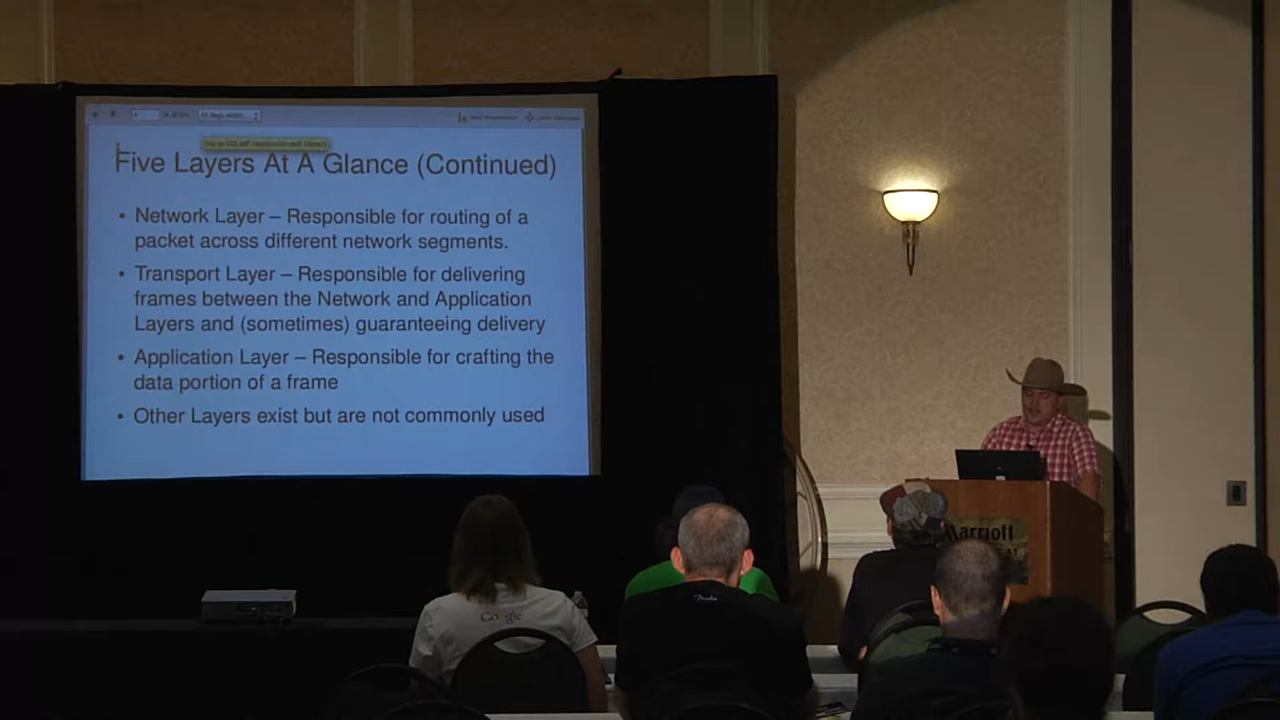 Five Layers At A Glance (Continued)
• Network Layer – Responsible for routing of a
packet across different network segments.
• Transport Layer – Responsible for delivering
frames between the Network and Application
Layers and (sometimes) guaranteeing delivery
• Application Layer – Responsible for crafting the
data portion of a frame
• Other Layers exist but are not commonly used
Marriott
Google
Fender